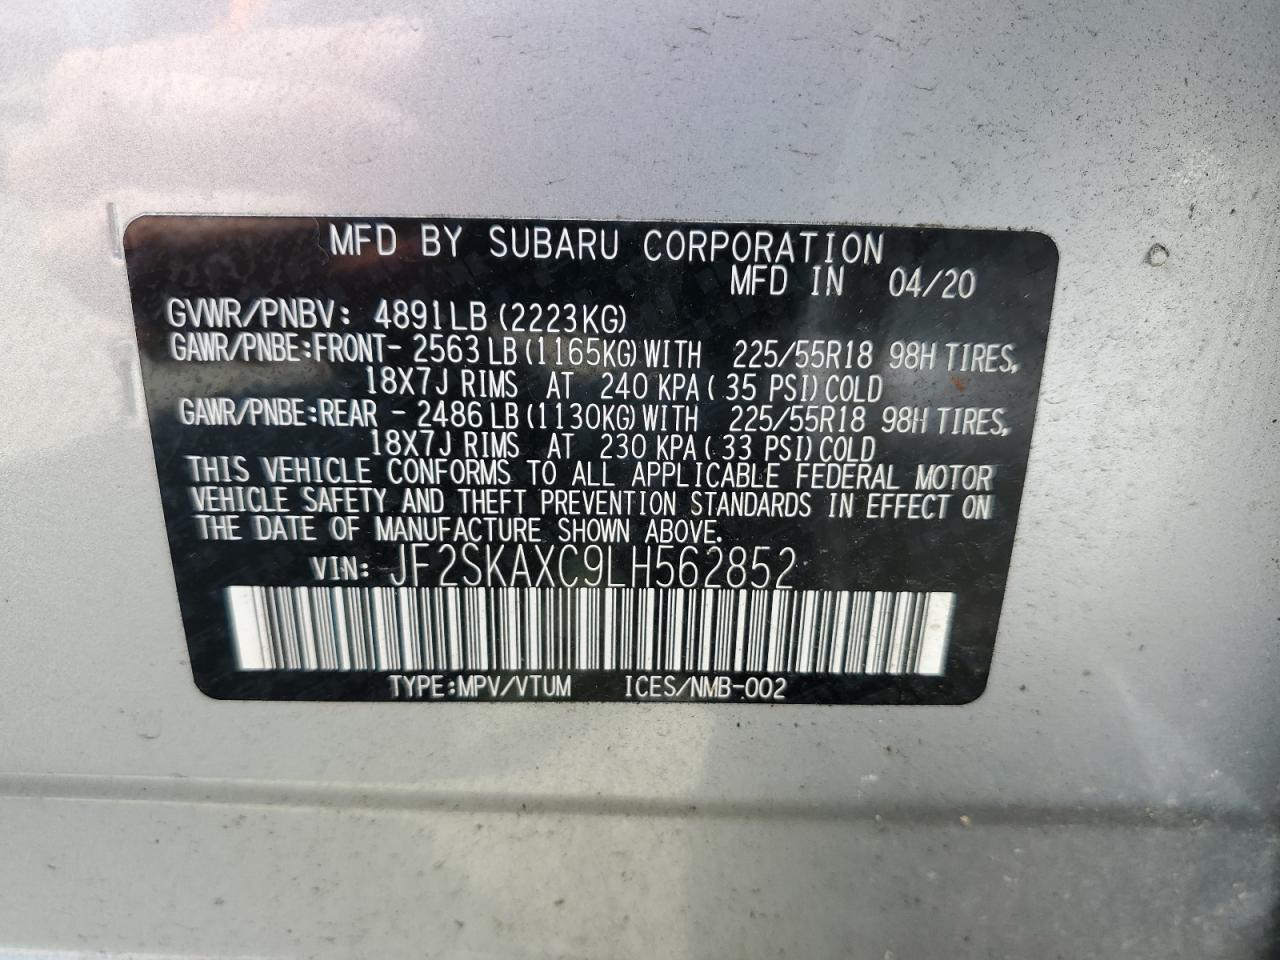 MFD BY SUBARU CORPORATION
MFD IN 04/20
GVWR/PNBV: 4891LB (2223KG)
GAWR/PNBE:FRONT- 2563 LB (1165KG) WITH 225/55R18 98H TIRES,
18X7J RIMS AT 240 KPA ( 35 PSI) COLD
GAWR/PNBE:REAR - 2486 LB (1130KG) WITH 225/55R18 98H TIRES,
18X7J RIMS AT 230 KPA ( 33 PSI) COLD
THIS VEHICLE CONFORMS TO ALL APPLICABLE FEDERAL MOTOR
VEHICLE SAFETY AND THEFT PREVENTION STANDARDS IN EFFECT ON
THE DATE OF MANUFACTURE SHOWN ABOVE.
VIN: JF2SKAXC9LH562852
TYPE:MPV/VTUM ICES/NMB-002